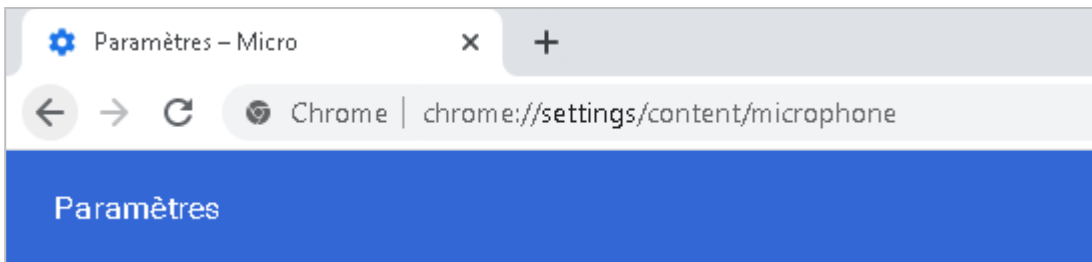 Paramètres – Micro
Chrome | chrome://settings/content/microphone
Paramètres